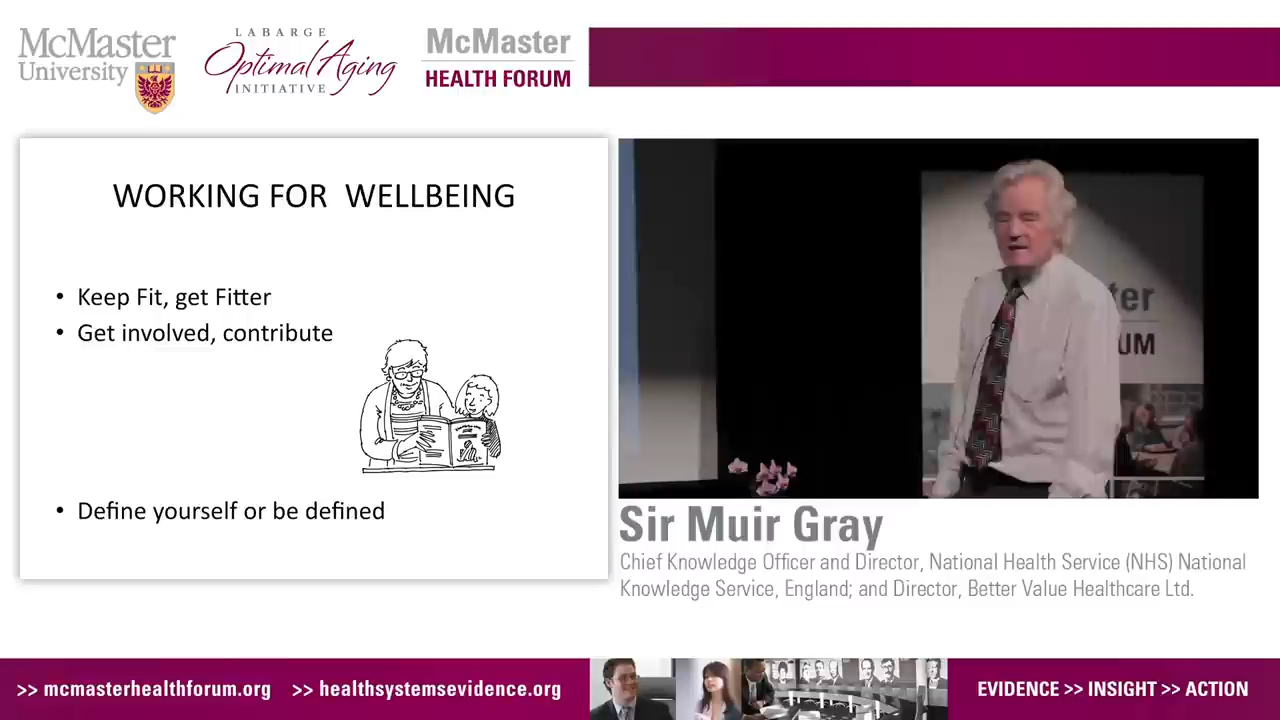 McMaster
University
LABARGE
Optimal Aging
INITIATIVE
McMaster
HEALTH FORUM
WORKING FOR WELLBEING
• Keep Fit, get Fitter
• Get involved, contribute
• Define yourself or be defined
ter
UM
Sir Muir Gray
Chief Knowledge Officer and Director, National Health Service (NHS) National
Knowledge Service, England; and Director, Better Value Healthcare Ltd.
>> mcmasterhealthforum.org >> healthsystemsevidence.org
EVIDENCE >> INSIGHT >> ACTION